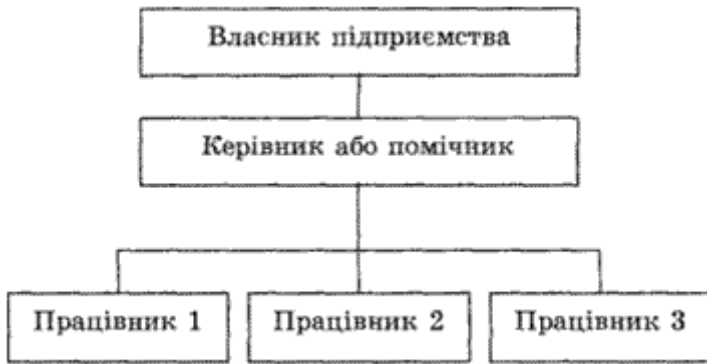 Власник підприємства
Керівник або помічник
Працівник 1
Працівник 2
Працівник 3